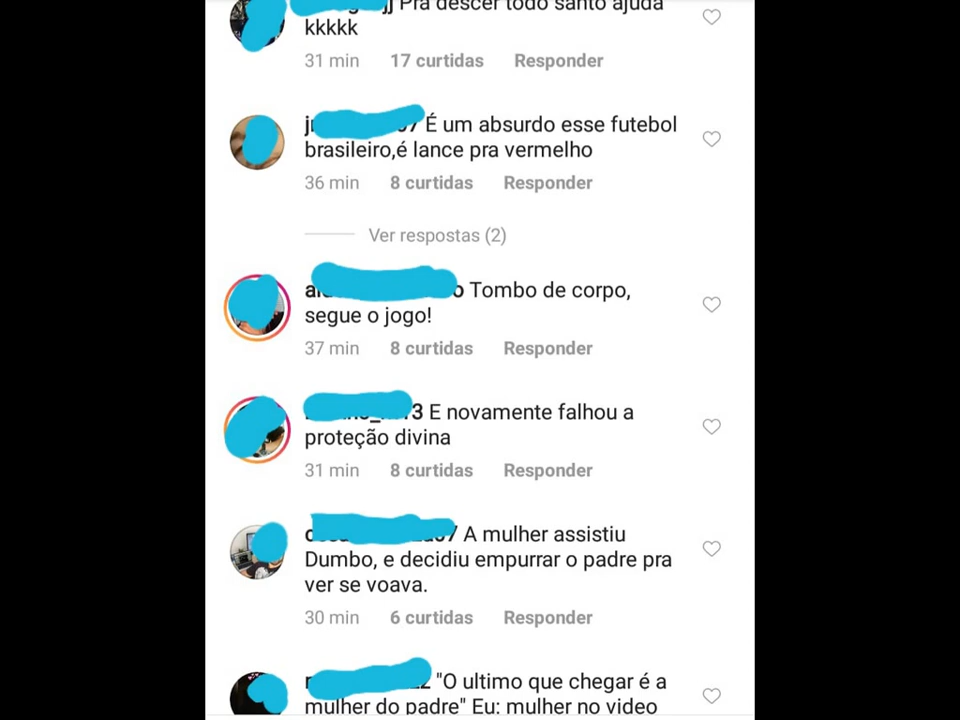 Pra descer todo santo ajuda
kkkkk
31 min 17 curtidas Responder
É um absurdo esse futebol
brasileiro,é lance pra vermelho
36 min 8 curtidas Responder
Ver respostas (2)
Tombo de corpo,
segue o jogo!
37 min 8 curtidas Responder
E novamente falhou a
proteção divina
31 min 8 curtidas Responder
A mulher assistiu
Dumbo, e decidiu empurrar o padre pra
ver se voava.
30 min 6 curtidas Responder
"O ultimo que chegar é a
mulher do padre" Eu: mulher no video